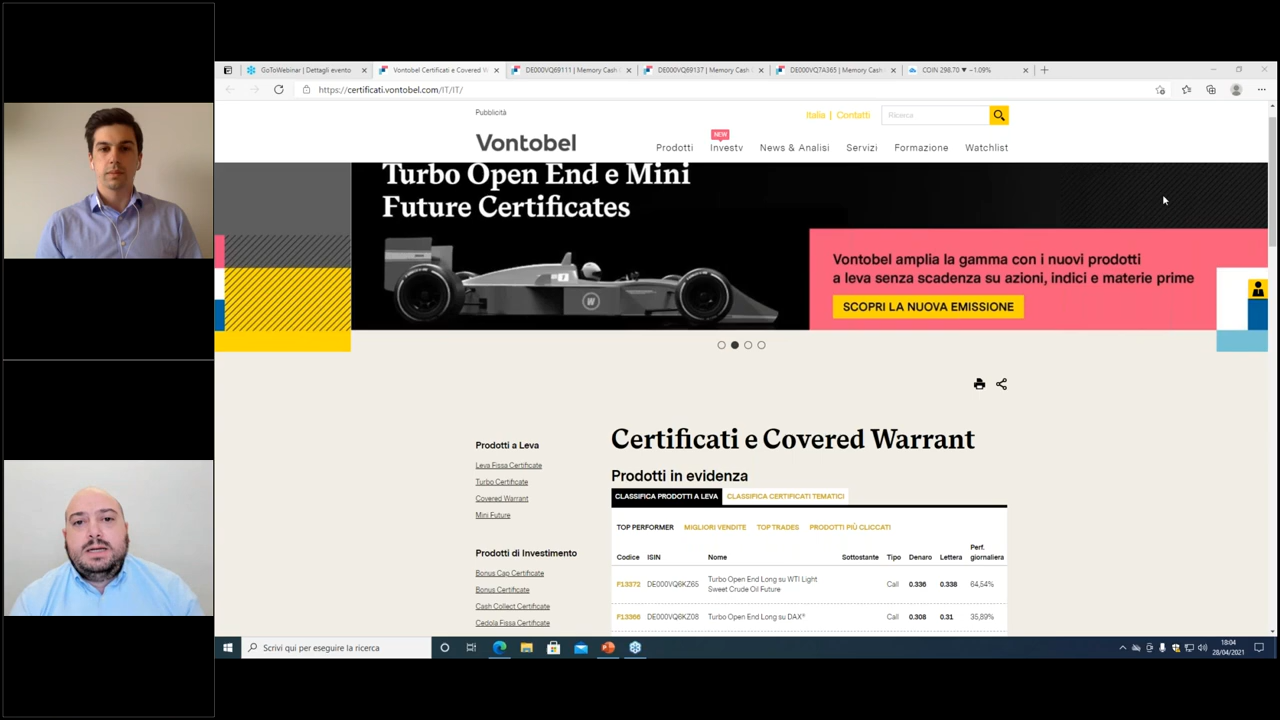 GoToWebinar | Dettagli evento
Vontobel Certificati e Covered W
DE000VQ69111 | Memory Cash
DE000VQ69137 | Memory Cash
DE000VQ7A365 | Memory Cash
COIN 298.70 ▼ −1.09%
https://certificati.vontobel.com/IT/IT/
Pubblicità
Italia | Contatti
Ricerca
Vontobel
NEW
Prodotti Investv News & Analisi Servizi Formazione Watchlist
Turbo Open End e Mini
Future Certificates
Vontobel amplia la gamma con i nuovi prodotti
a leva senza scadenza su azioni, indici e materie prime
SCOPRI LA NUOVA EMISSIONE
Certificati e Covered Warrant
Prodotti a Leva
Leva Fissa Certificate
Turbo Certificate
Covered Warrant
Mini Future
Prodotti di Investimento
Bonus Cap Certificate
Bonus Certificate
Cash Collect Certificate
Cedola Fissa Certificate
Prodotti in evidenza
CLASSIFICA PRODOTTI A LEVA CLASSIFICA CERTIFICATI TEMATICI
TOP PERFORMER MIGLIORI VENDITE TOP TRADES PRODOTTI PIÙ CLICCATI
Codice ISIN Nome Sottostante Tipo Denaro Lettera Perf. giornaliera
F13372 DE000VQ6KZ65 Turbo Open End Long su WTI Light Call 0.336 0.338 64,54%
Sweet Crude Oil Future
F13366 DE000VQ6KZ08 Turbo Open End Long su DAX® Call 0.308 0.31 35,89%
Scrivi qui per eseguire la ricerca
18:04
28/04/2021